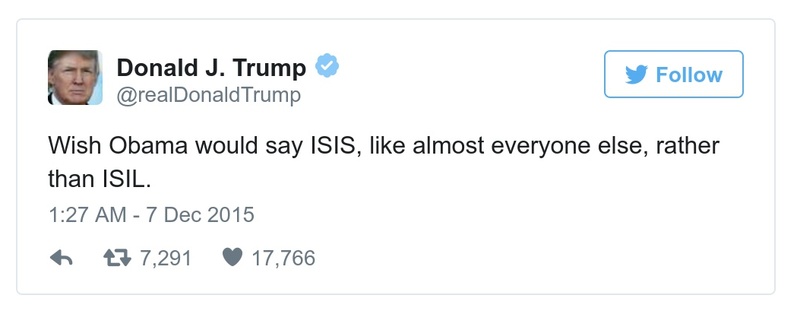 Donald J. Trump
@realDonaldTrump
Follow
Wish Obama would say ISIS, like almost everyone else, rather
than ISIL.
1:27 AM - 7 Dec 2015
7,291 17,766